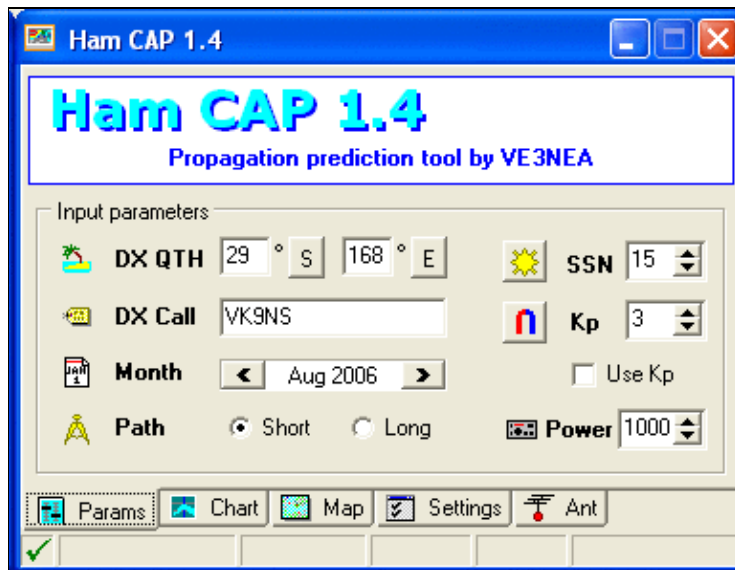 Ham CAP 1.4
Ham CAP 1.4
Propagation prediction tool by VE3NEA
Input parameters
DX QTH 29 ° S 168 ° E SSN 15
DX Call VK9NS Kp 3
JAN 1 Month < Aug 2006 > Use Kp
Path Short Long Power 1000
Params Chart Map Settings Ant